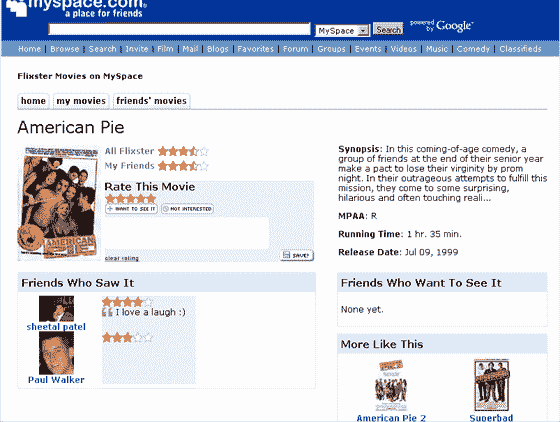 myspace.com
a place for friends
MySpace Search powered by Google
Home | Browse | Search | Invite | Film | Mail | Blogs | Favorites | Forum | Groups | Events | Videos | Music | Comedy | Classifieds
Flixster Movies on MySpace
home my movies friends' movies
American Pie
All Flixster
My Friends
Rate This Movie
+ WANT TO SEE IT NOT INTERESTED
clear rating SAVE!
AMERICAN PIE
Synopsis: In this coming-of-age comedy, a
group of friends at the end of their senior year
make a pact to lose their virginity by prom
night. In their outrageous attempts to fulfill this
mission, they come to some surprising,
hilarious and often touching reali...
MPAA: R
Running Time: 1 hr. 35 min.
Release Date: Jul 09, 1999
Friends Who Saw It
I love a laugh :)
sheetal patel
Paul Walker
Friends Who Want To See It
None yet.
More Like This
American Pie 2 Superbad